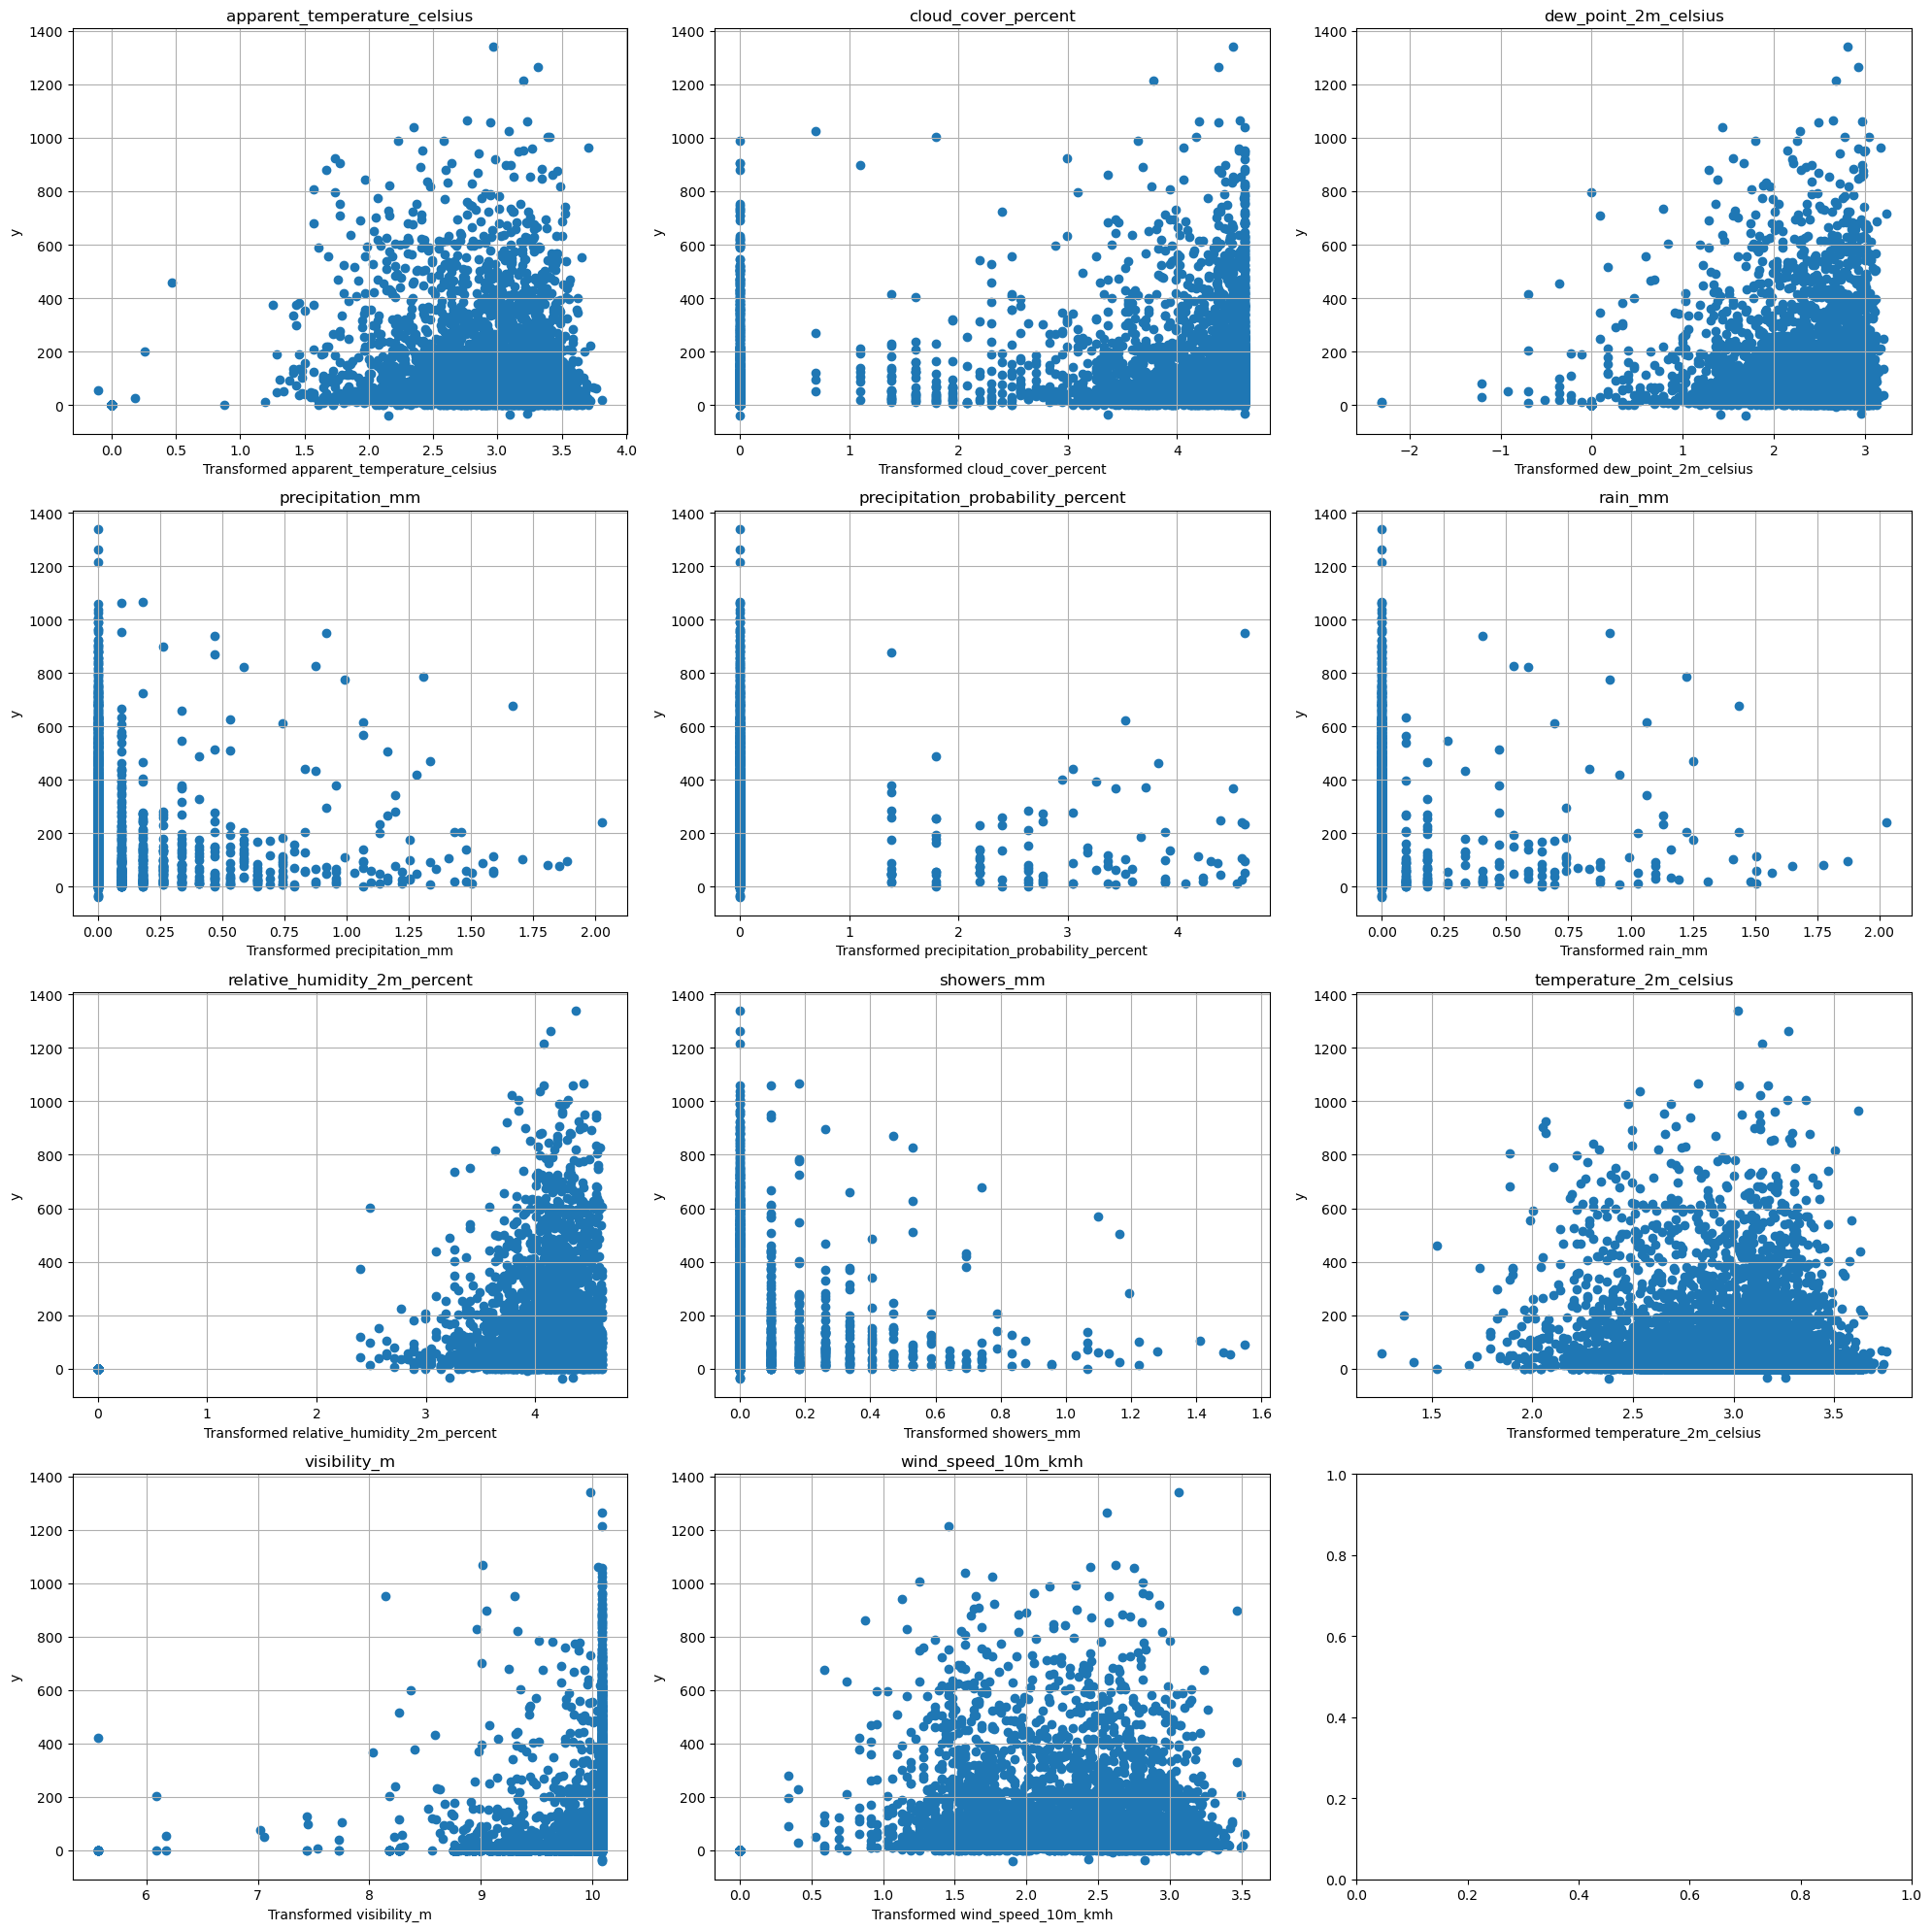 apparent_temperature_celsius
1400
1200
1000
800
600
400
200
0
y
0.0 0.5 1.0 1.5 2.0 2.5 3.0 3.5 4.0
Transformed apparent_temperature_celsius
cloud_cover_percent
1400
1200
1000
800
600
400
200
0
y
0 1 2 3 4
Transformed cloud_cover_percent
dew_point_2m_celsius
1400
1200
1000
800
600
400
200
0
y
−2 −1 0 1 2 3
Transformed dew_point_2m_celsius
precipitation_mm
1400
1200
1000
800
600
400
200
0
y
0.00 0.25 0.50 0.75 1.00 1.25 1.50 1.75 2.00
Transformed precipitation_mm
precipitation_probability_percent
1400
1200
1000
800
600
400
200
0
y
0 1 2 3 4
Transformed precipitation_probability_percent
rain_mm
1400
1200
1000
800
600
400
200
0
y
0.00 0.25 0.50 0.75 1.00 1.25 1.50 1.75 2.00
Transformed rain_mm
relative_humidity_2m_percent
1400
1200
1000
800
600
400
200
0
y
0 1 2 3 4
Transformed relative_humidity_2m_percent
showers_mm
1400
1200
1000
800
600
400
200
0
y
0.0 0.2 0.4 0.6 0.8 1.0 1.2 1.4 1.6
Transformed showers_mm
temperature_2m_celsius
1400
1200
1000
800
600
400
200
0
y
1.5 2.0 2.5 3.0 3.5
Transformed temperature_2m_celsius
visibility_m
1400
1200
1000
800
600
400
200
0
y
6 7 8 9 10
Transformed visibility_m
wind_speed_10m_kmh
1400
1200
1000
800
600
400
200
0
y
0.0 0.5 1.0 1.5 2.0 2.5 3.0 3.5
Transformed wind_speed_10m_kmh
1.0
0.8
0.6
0.4
0.2
0.0
0.0 0.2 0.4 0.6 0.8 1.0